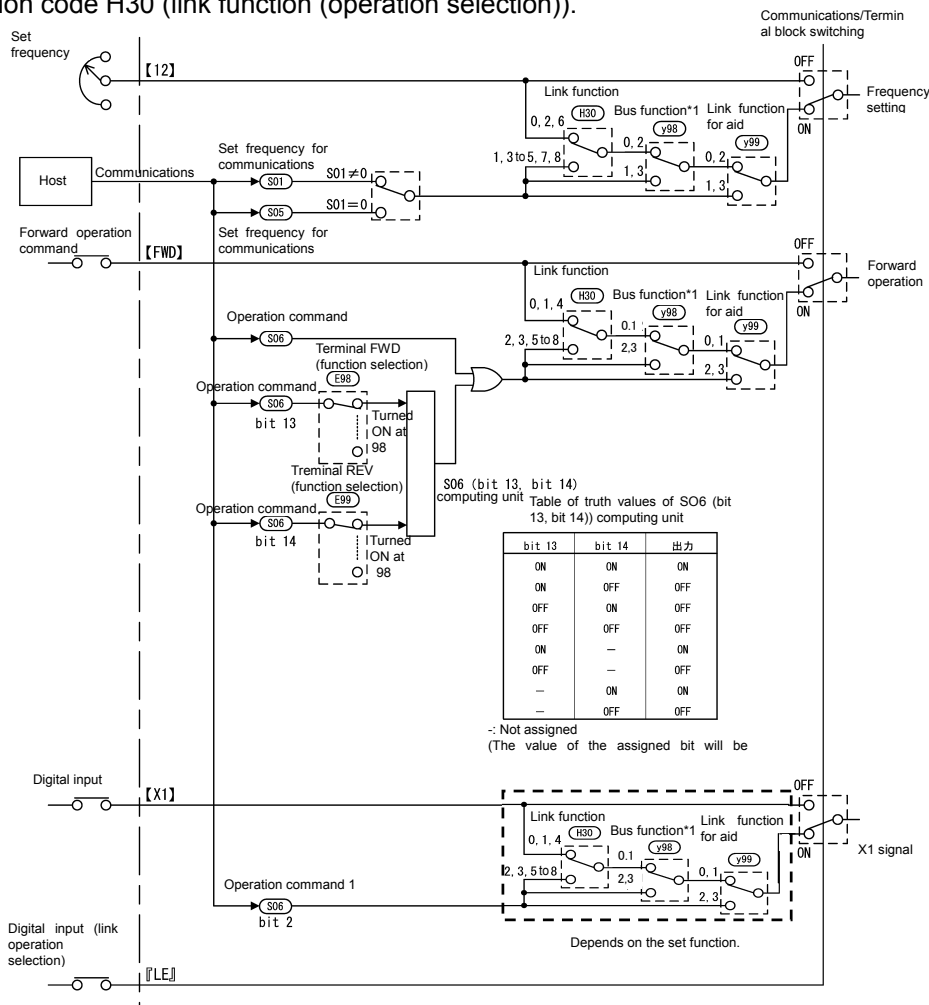 ion code H30 (link function (operation selection)).
Communications/Termin
al block switching
Set
frequency
【12】
OFF
Link function
H30
Bus function*1
y98
Link function
for aid
y99
Frequency
setting
0, 2, 6
0, 2
0, 2
ON
1, 3 to 5, 7, 8
1, 3
1, 3
Host
Communications
Set frequency for
communications
S01
S01≠0
S05
S01=0
Set frequency for
communications
Forward operation
command
【FWD】
OFF
Link function
H30
Bus function*1
y98
Link function
for aid
y99
Forward
operation
0, 1, 4
0.1
0, 1
ON
2, 3, 5 to 8
2,3
2, 3
Operation command
S06
Terminal FWD
(function selection)
E98
Operation command
S06
bit 13
Turned
ON at
98
Treminal REV
(function selection)
E99
Operation command
S06
bit 14
Turned
ON at
98
S06 (bit 13, bit 14)
computing unit
Table of truth values of SO6 (bit
13, bit 14)) computing unit
bit 13 bit 14 出力
ON ON ON
ON OFF OFF
OFF ON OFF
OFF OFF OFF
ON — ON
OFF — OFF
— ON ON
— OFF OFF
-: Not assigned
(The value of the assigned bit will be
Digital input
【X1】
OFF
Link function
H30
Bus function*1
y98
Link function
for aid
y99
0, 1, 4
0.1
0, 1
ON
X1 signal
2, 3, 5 to 8
2,3
2, 3
Operation command 1
S06
bit 2
Depends on the set function.
Digital input (link
operation
selection)
『LE』